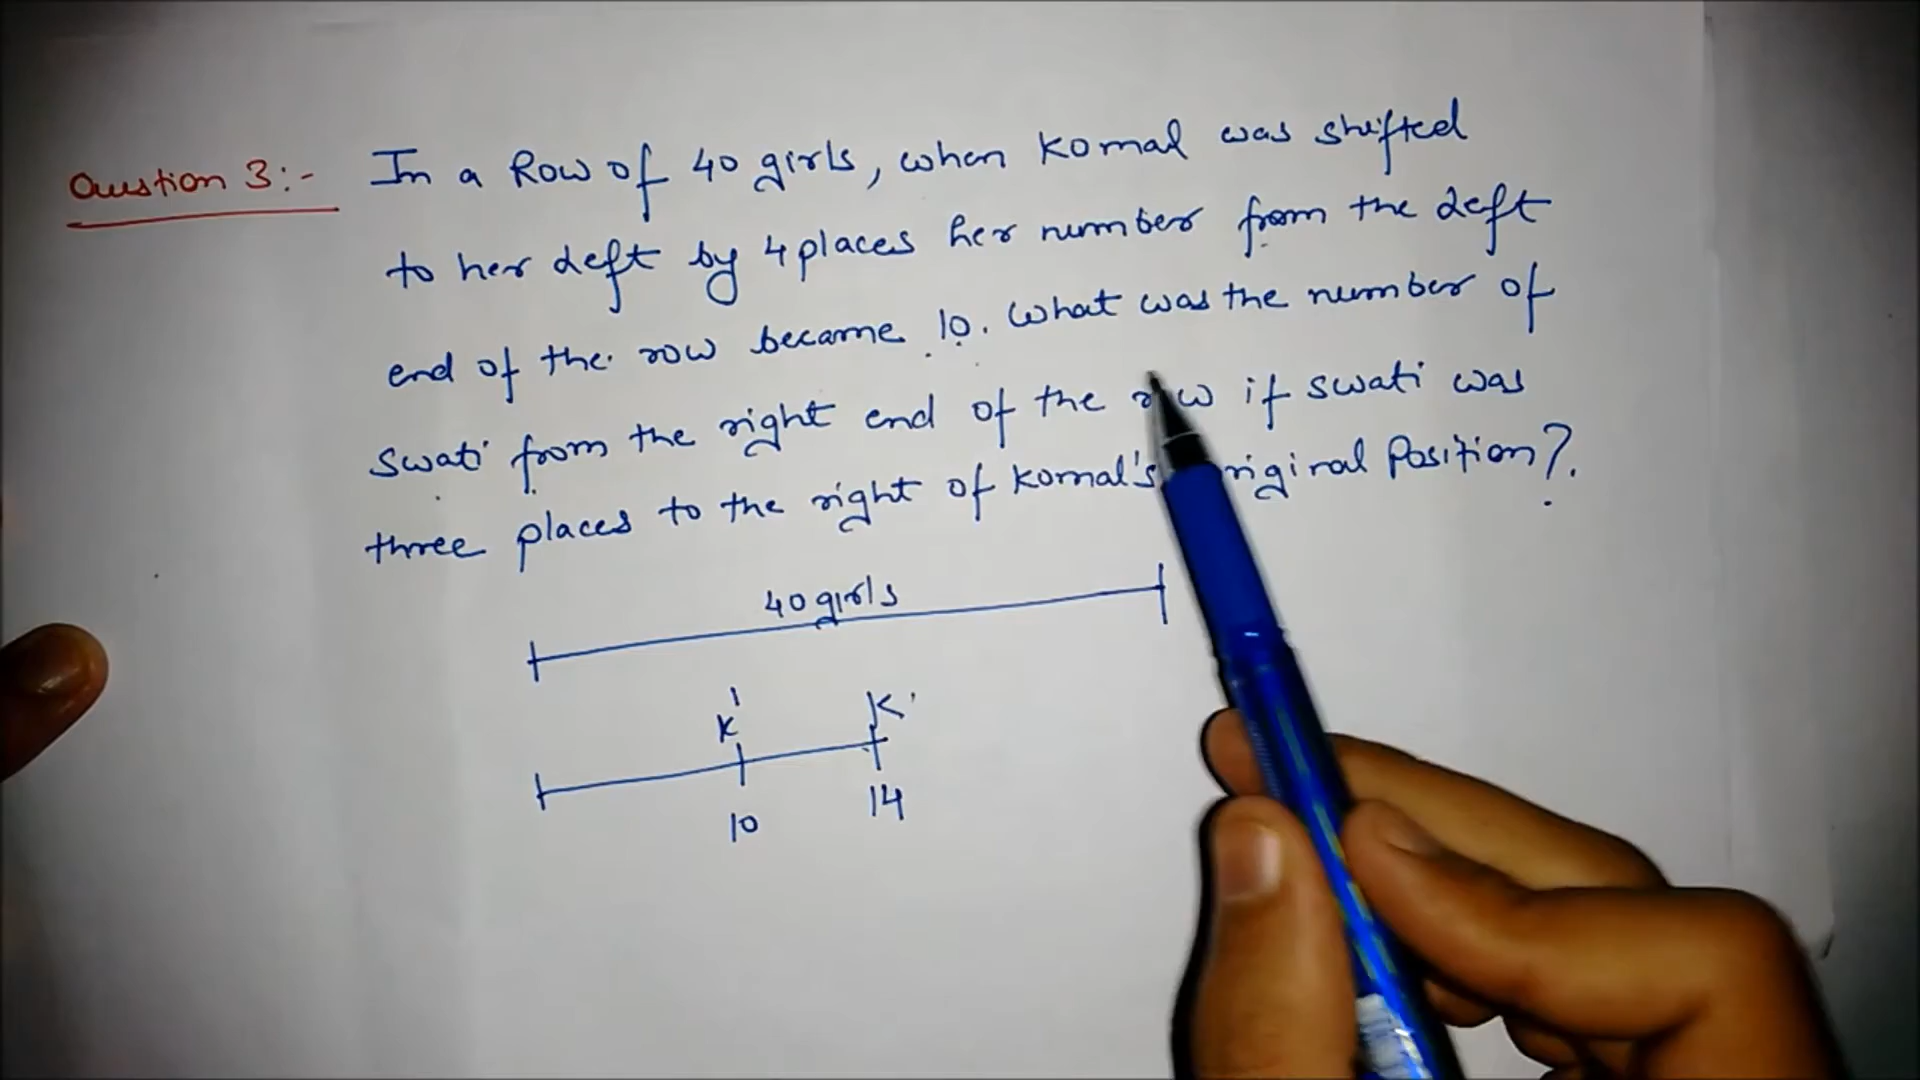 Question 3:- In a Row of 40 girls, when Komal was shifted
to her left by 4 places her number from the left
end of the row became 10. What was the number of
Swati from the right end of the row if Swati was
three places to the right of Komal's original Position?.
40 girls
K' K'
10 14